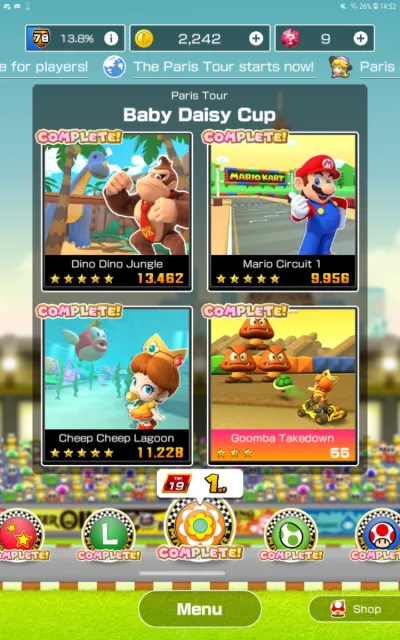 26% 14:52
78 13.8% i 2,242 + 9 +
e for players! The Paris Tour starts now! Paris
Paris Tour
Baby Daisy Cup
COMPLETE! COMPLETE!
MARIO KART
Dino Dino Jungle Mario Circuit 1
13,462 9,956
COMPLETE! COMPLETE!
Cheep Cheep Lagoon Goomba Takedown
11,228 55
19 1st
L
COMPLETE! COMPLETE! COMPLETE! COMPLETE! COMPLETE!
Menu Shop